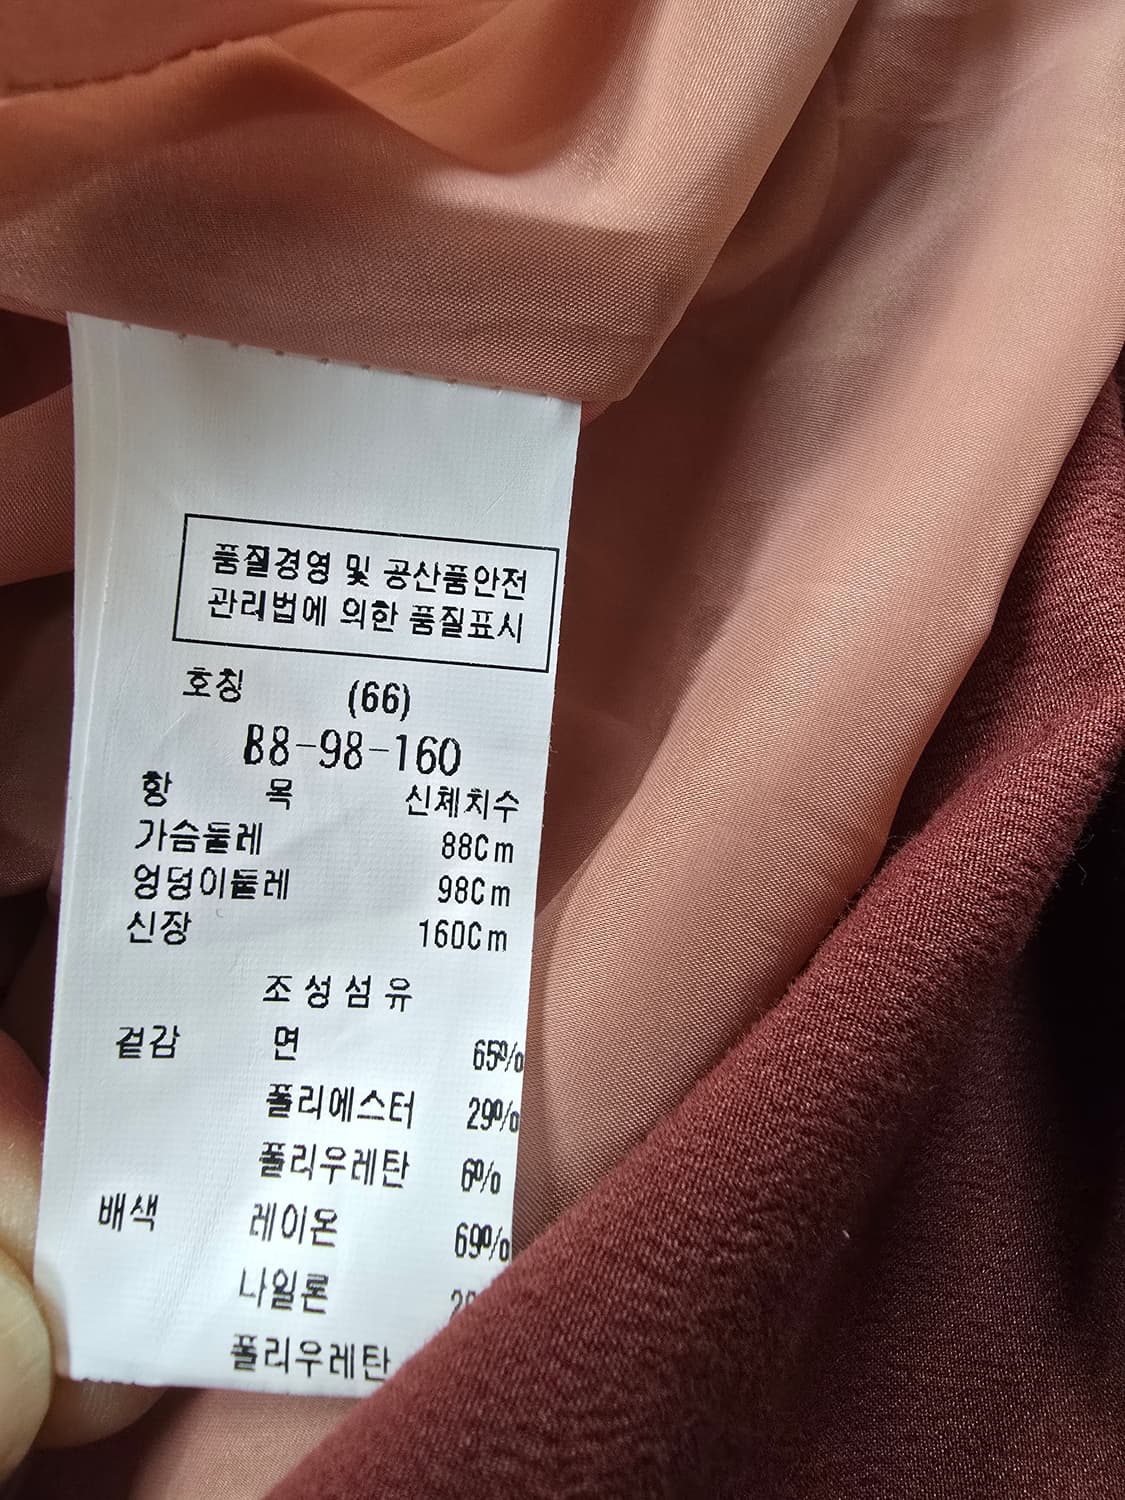 품질경영 및 공산품안전
관리법에 의한 품질표시
호칭 (66)
88-98-160
항 목 신체치수
가슴둘레 88Cm
엉덩이둘레 98Cm
신장 160Cm
조성섬유
겉감 면 65%
폴리에스터 29%
폴리우레탄 6%
배색 레이온 69%
나일론
폴리우레탄